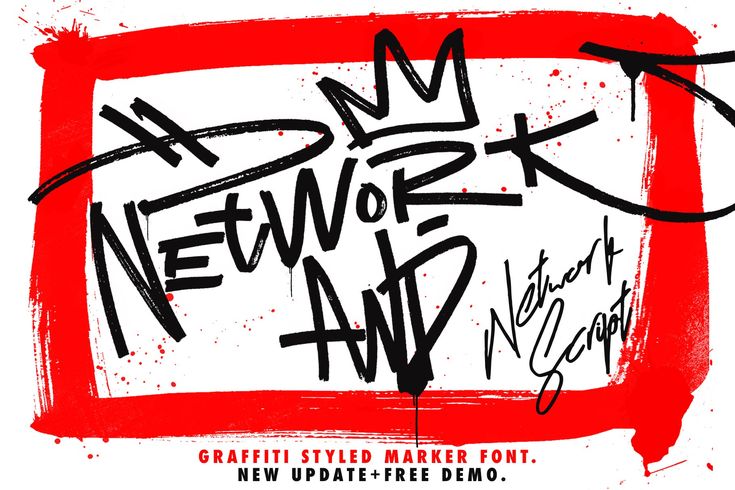 NETWORK
AND
Network
Script
GRAFFITI STYLED MARKER FONT.
NEW UPDATE+FREE DEMO.